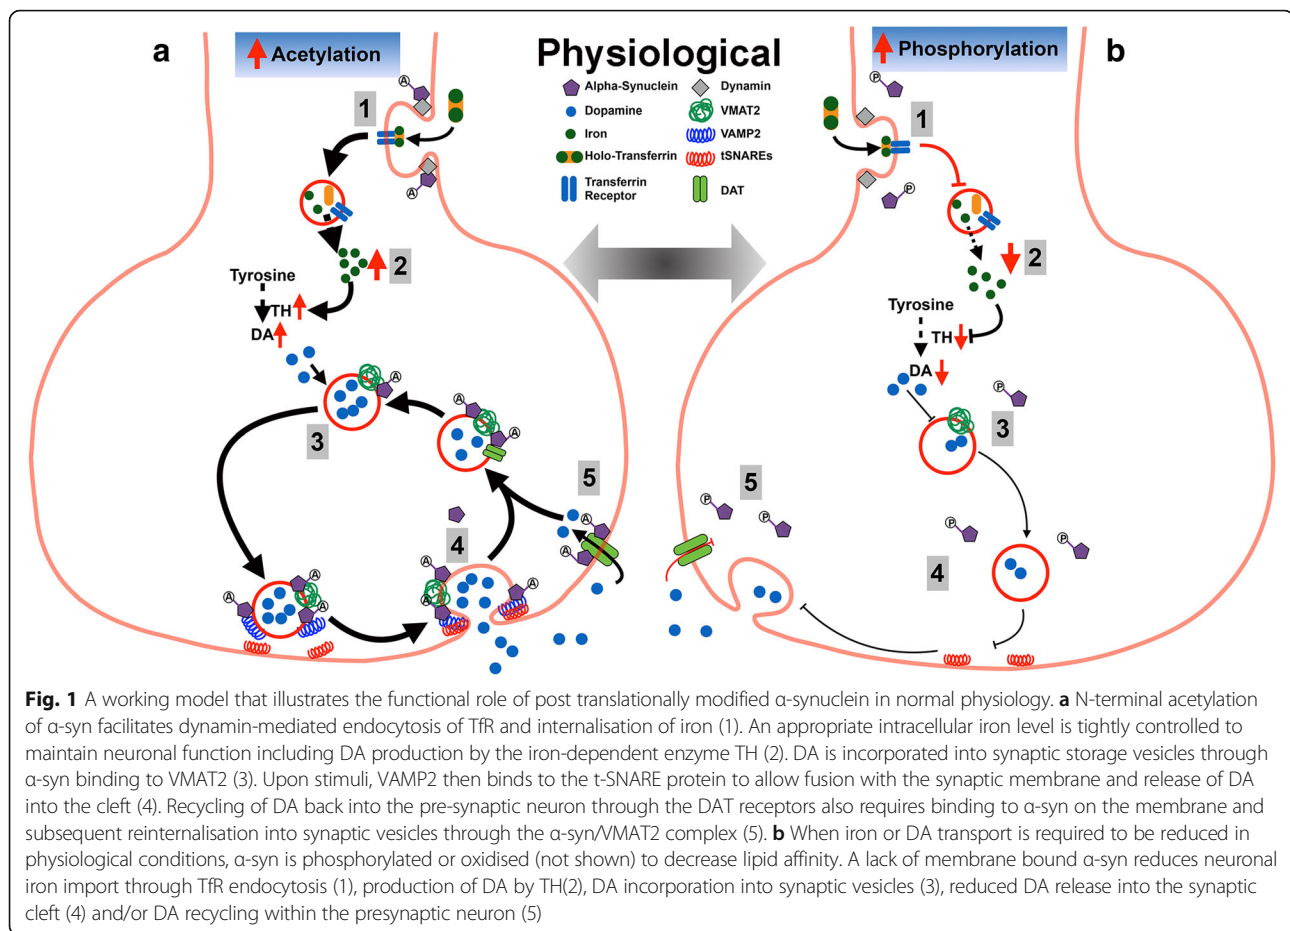 a
Acetylation
Physiological
b
Phosphorylation
Alpha-Synuclein
Dynamin
Dopamine
VMAT2
Iron
VAMP2
Holo-Transferrin
tSNAREs
Transferrin
Receptor
DAT
A
A
1
2
Tyrosine
TH
DA
A
3
A
A
5
A
A
4
A
A
A
A
A
A
A
P
1
P
2
Tyrosine
TH
DA
P
3
P
5
P
P
4
P
Fig. 1 A working model that illustrates the functional role of post translationally modified α-synuclein in normal physiology. a N-terminal acetylation
of α-syn facilitates dynamin-mediated endocytosis of TfR and internalisation of iron (1). An appropriate intracellular iron level is tightly controlled to
maintain neuronal function including DA production by the iron-dependent enzyme TH (2). DA is incorporated into synaptic storage vesicles through
α-syn binding to VMAT2 (3). Upon stimuli, VAMP2 then binds to the t-SNARE protein to allow fusion with the synaptic membrane and release of DA
into the cleft (4). Recycling of DA back into the pre-synaptic neuron through the DAT receptors also requires binding to α-syn on the membrane and
subsequent reinternalisation into synaptic vesicles through the α-syn/VMAT2 complex (5). b When iron or DA transport is required to be reduced in
physiological conditions, α-syn is phosphorylated or oxidised (not shown) to decrease lipid affinity. A lack of membrane bound α-syn reduces neuronal
iron import through TfR endocytosis (1), production of DA by TH(2), DA incorporation into synaptic vesicles (3), reduced DA release into the synaptic
cleft (4) and/or DA recycling within the presynaptic neuron (5)